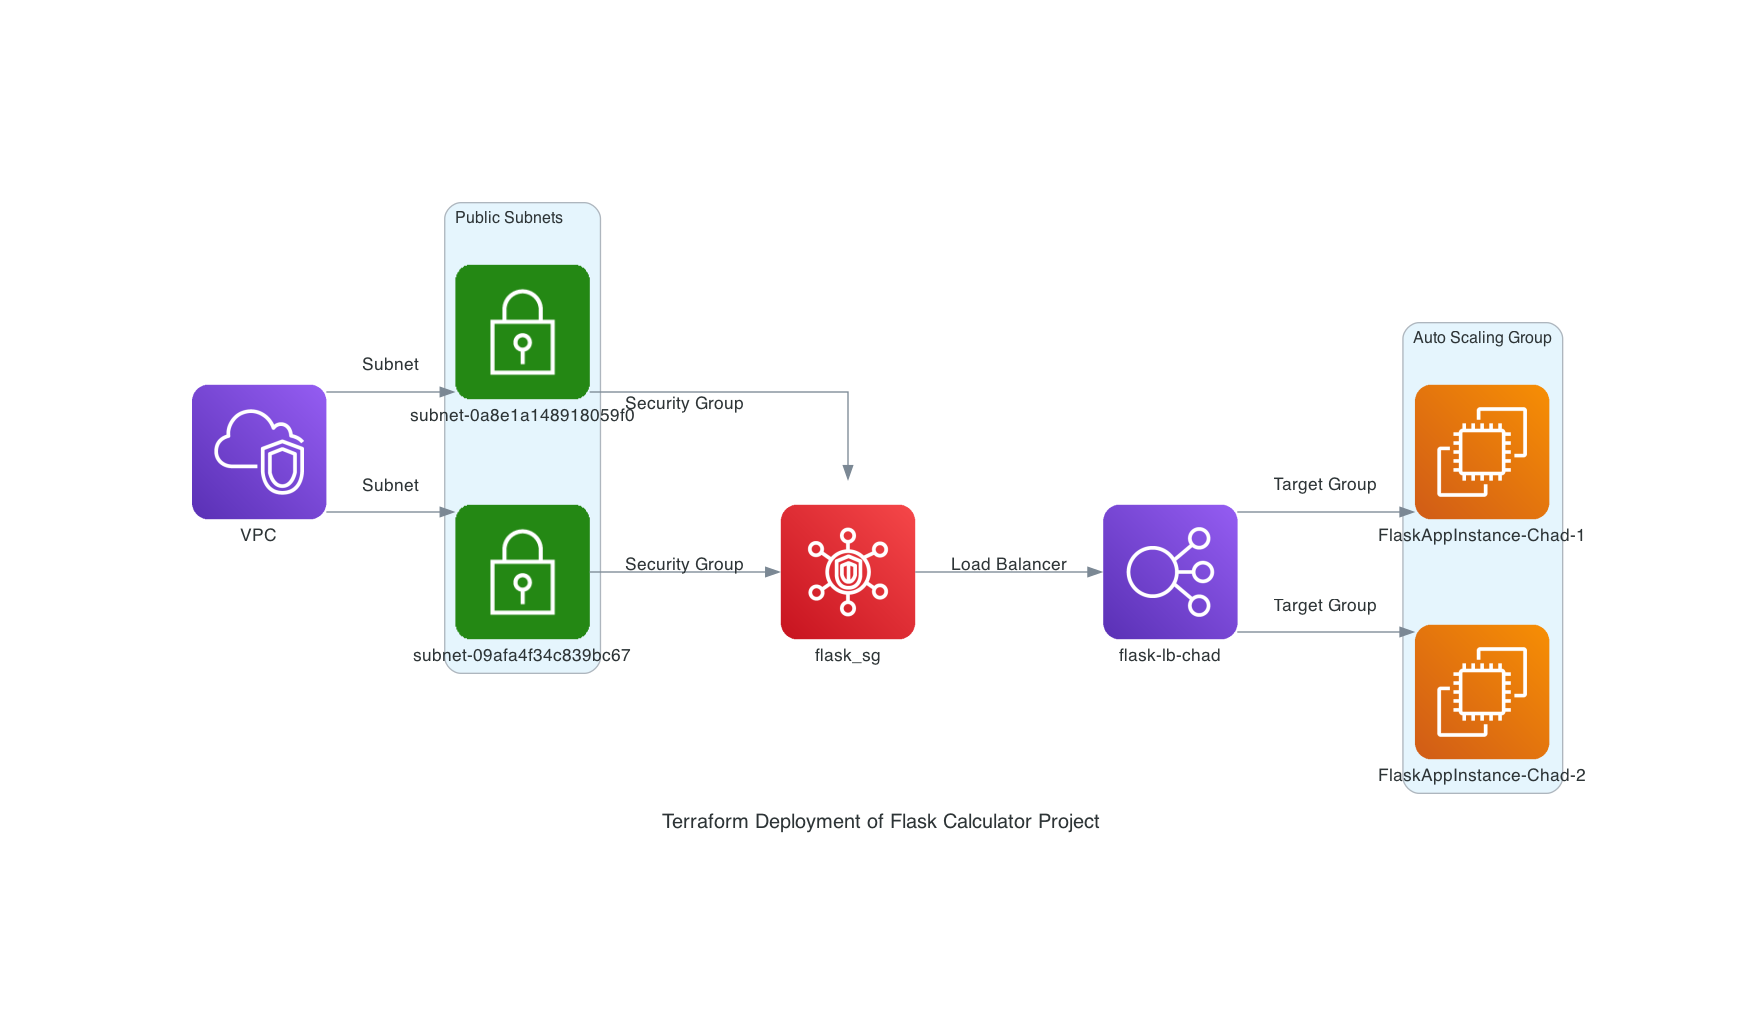 Public Subnets
Subnet
subnet-0a8e1a148918059f0
Security Group
Subnet
VPC
subnet-09afa4f34c839bc67
Security Group
flask_sg
Load Balancer
flask-lb-chad
Auto Scaling Group
Target Group
FlaskAppInstance-Chad-1
Target Group
FlaskAppInstance-Chad-2
Terraform Deployment of Flask Calculator Project